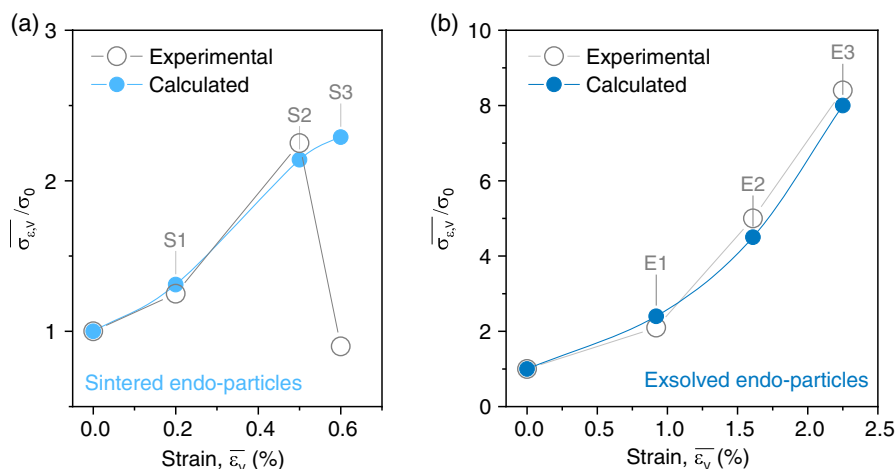 (a)
3
2
1
0.0 0.2 0.4 0.6
Experimental
Calculated
S1
S2
S3
Sintered endo-particles
σε,v/σ0
Strain, εv (%)
(b)
10
8
6
4
2
0
0.0 0.5 1.0 1.5 2.0 2.5
Experimental
Calculated
E1
E2
E3
Exsolved endo-particles
σε,v/σ0
Strain, εv (%)